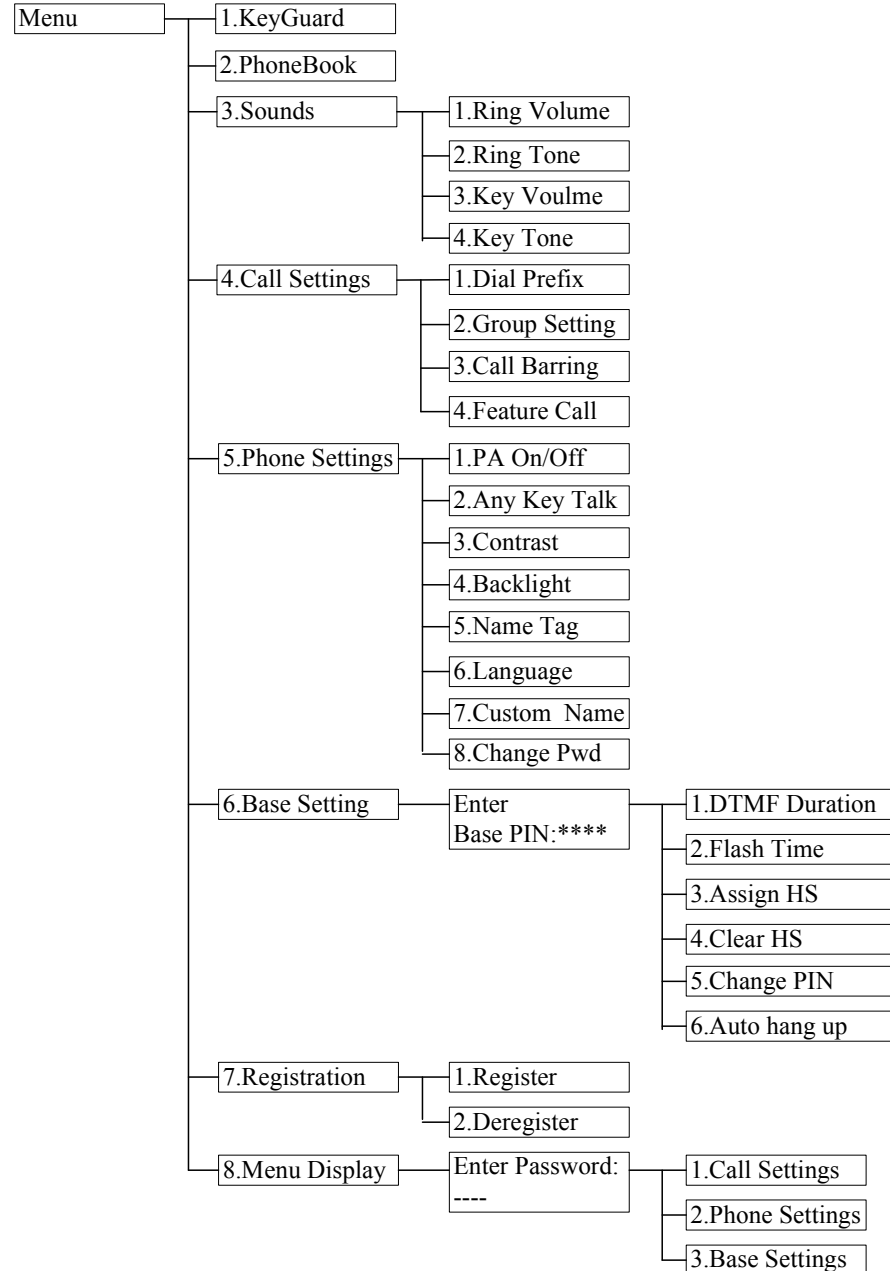 Menu
1.KeyGuard
2.PhoneBook
3.Sounds
1.Ring Volume
2.Ring Tone
3.Key Voulme
4.Key Tone
4.Call Settings
1.Dial Prefix
2.Group Setting
3.Call Barring
4.Feature Call
5.Phone Settings
1.PA On/Off
2.Any Key Talk
3.Contrast
4.Backlight
5.Name Tag
6.Language
7.Custom  Name
8.Change Pwd
6.Base Setting
Enter
Base PIN:****
1.DTMF Duration
2.Flash Time
3.Assign HS
4.Clear HS
5.Change PIN
6.Auto hang up
7.Registration
1.Register
2.Deregister
8.Menu Display
Enter Password:
----
1.Call Settings
2.Phone Settings
3.Base Settings